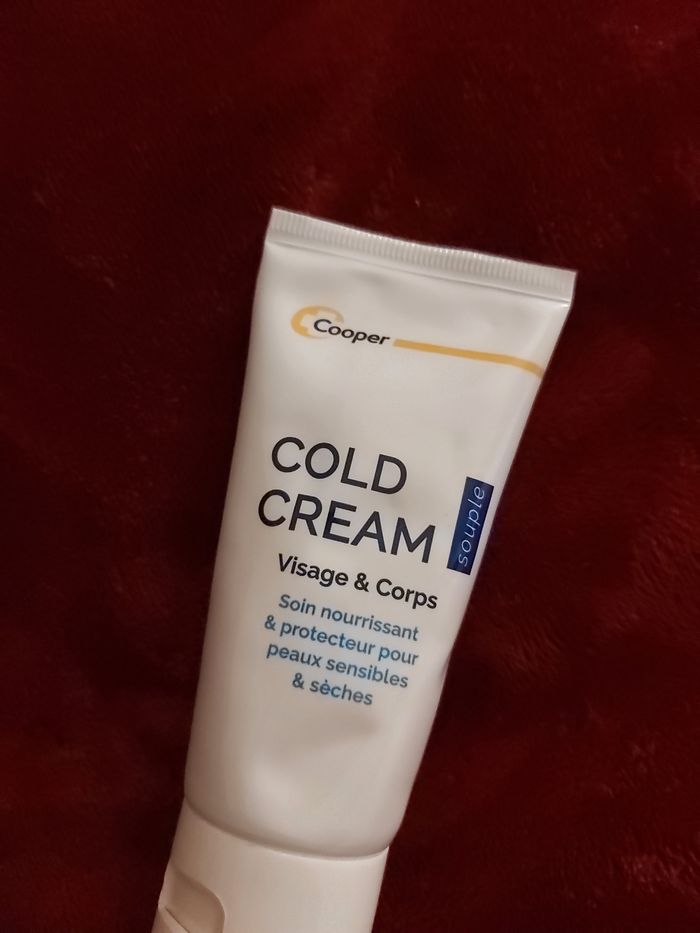 Cooper
COLD
CREAM
souple
Visage & Corps
Soin nourrissant
& protecteur pour
peaux sensibles
& sèches